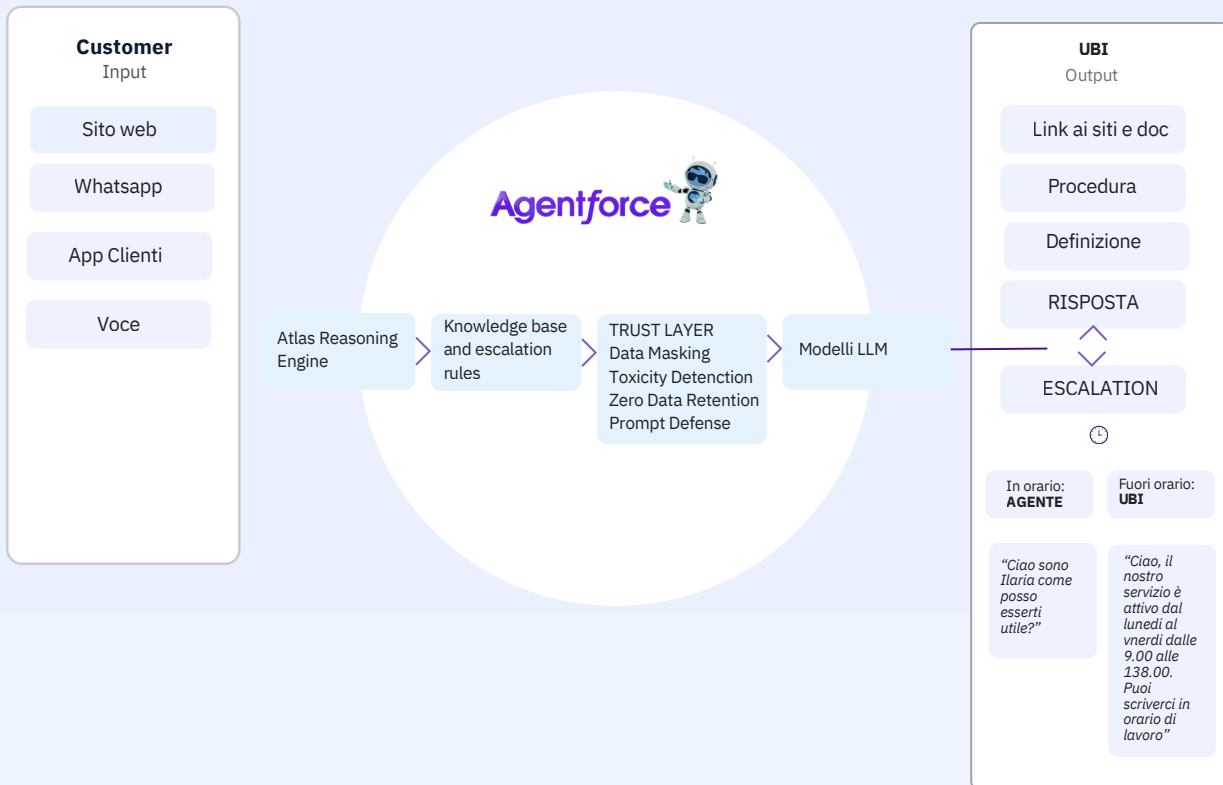 Customer
Input
Sito web
Whatsapp
App Clienti
Voce
Agentforce
Atlas Reasoning
Engine
Knowledge base
and escalation
rules
TRUST LAYER
Data Masking
Toxicity Detenction
Zero Data Retention
Prompt Defense
Modelli LLM
UBI
Output
Link ai siti e doc
Procedura
Definizione
RISPOSTA
ESCALATION
In orario:
AGENTE
Fuori orario:
UBI
“Ciao sono
Ilaria come
posso
esserti
utile?”
“Ciao, il
nostro
servizio è
attivo dal
lunedi al
vnerdi dalle
9.00 alle
138.00.
Puoi
scriverci in
orario di
lavoro”